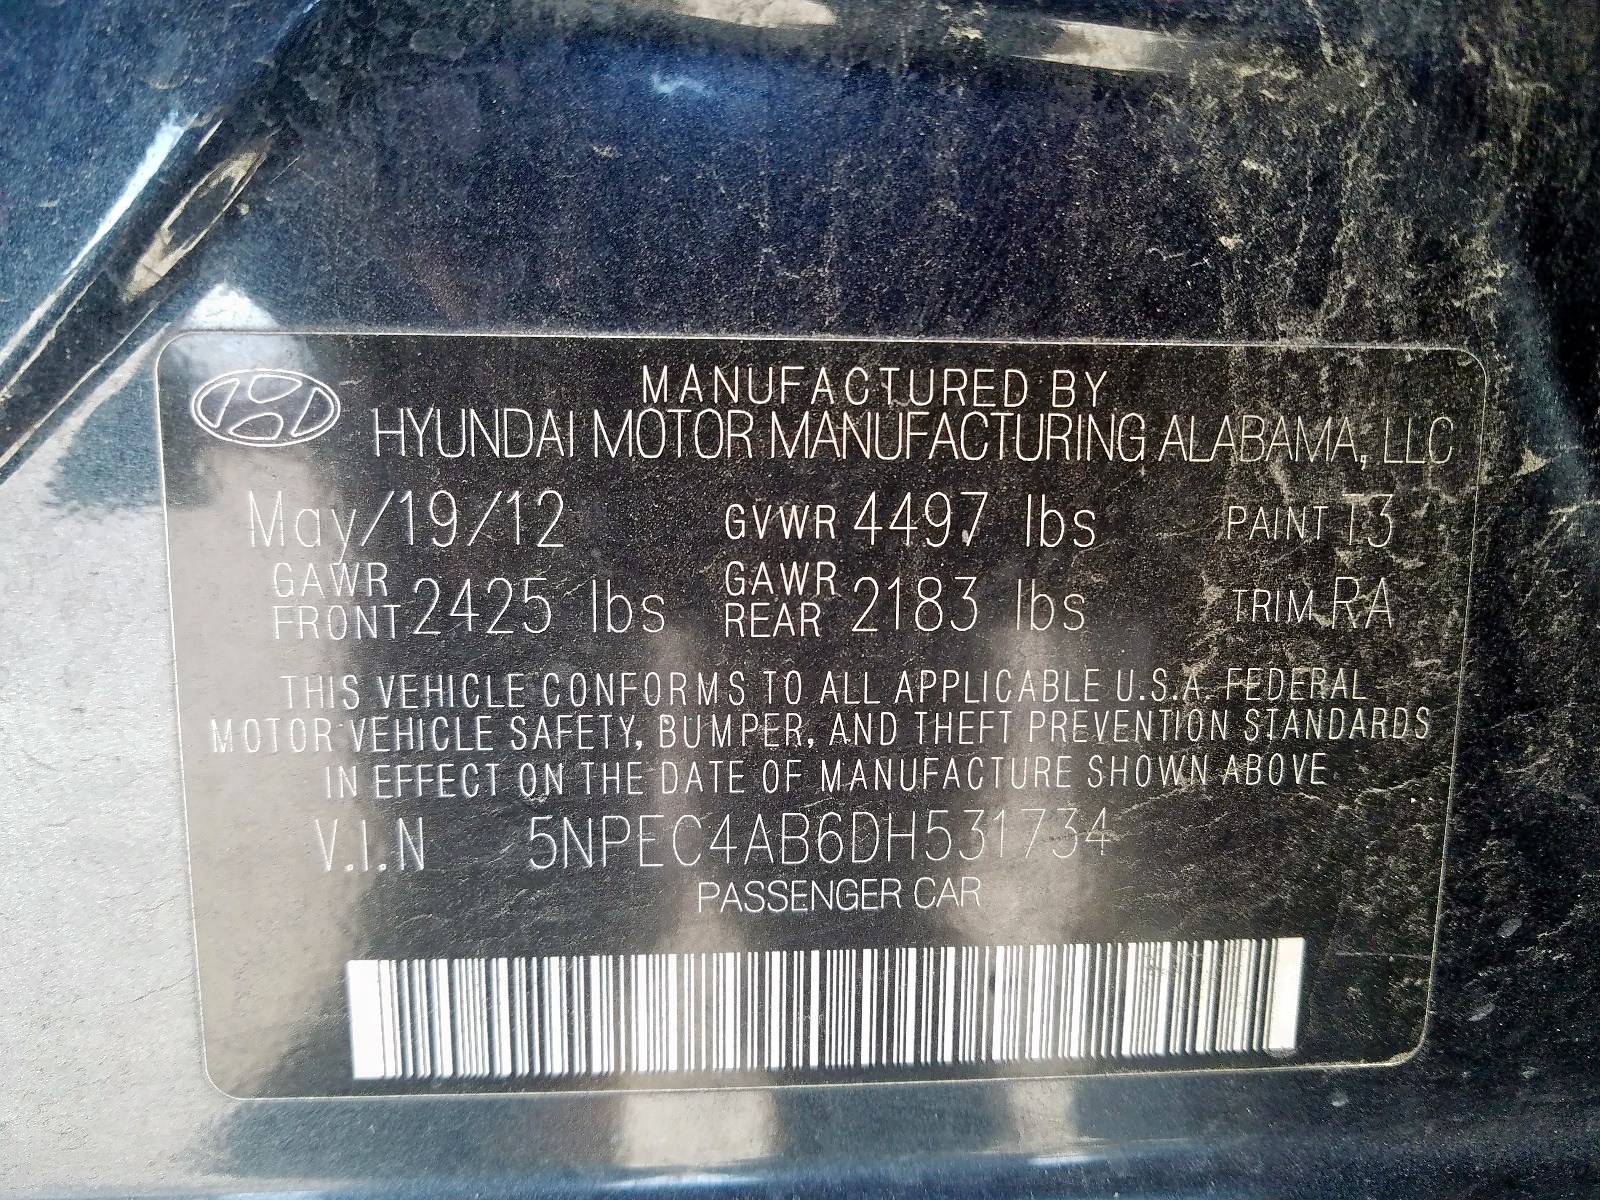 MANUFACTURED BY
HYUNDAI MOTOR MANUFACTURING ALABAMA, LLC
May/19/12 GVWR 4497 lbs PAINT T3
GAWR FRONT 2425 lbs GAWR REAR 2183 lbs TRIM RA
THIS VEHICLE CONFORMS TO ALL APPLICABLE U.S.A. FEDERAL
MOTOR VEHICLE SAFETY, BUMPER, AND THEFT PREVENTION STANDARDS
IN EFFECT ON THE DATE OF MANUFACTURE SHOWN ABOVE
V.I.N 5NPEC4AB6DH531734
PASSENGER CAR